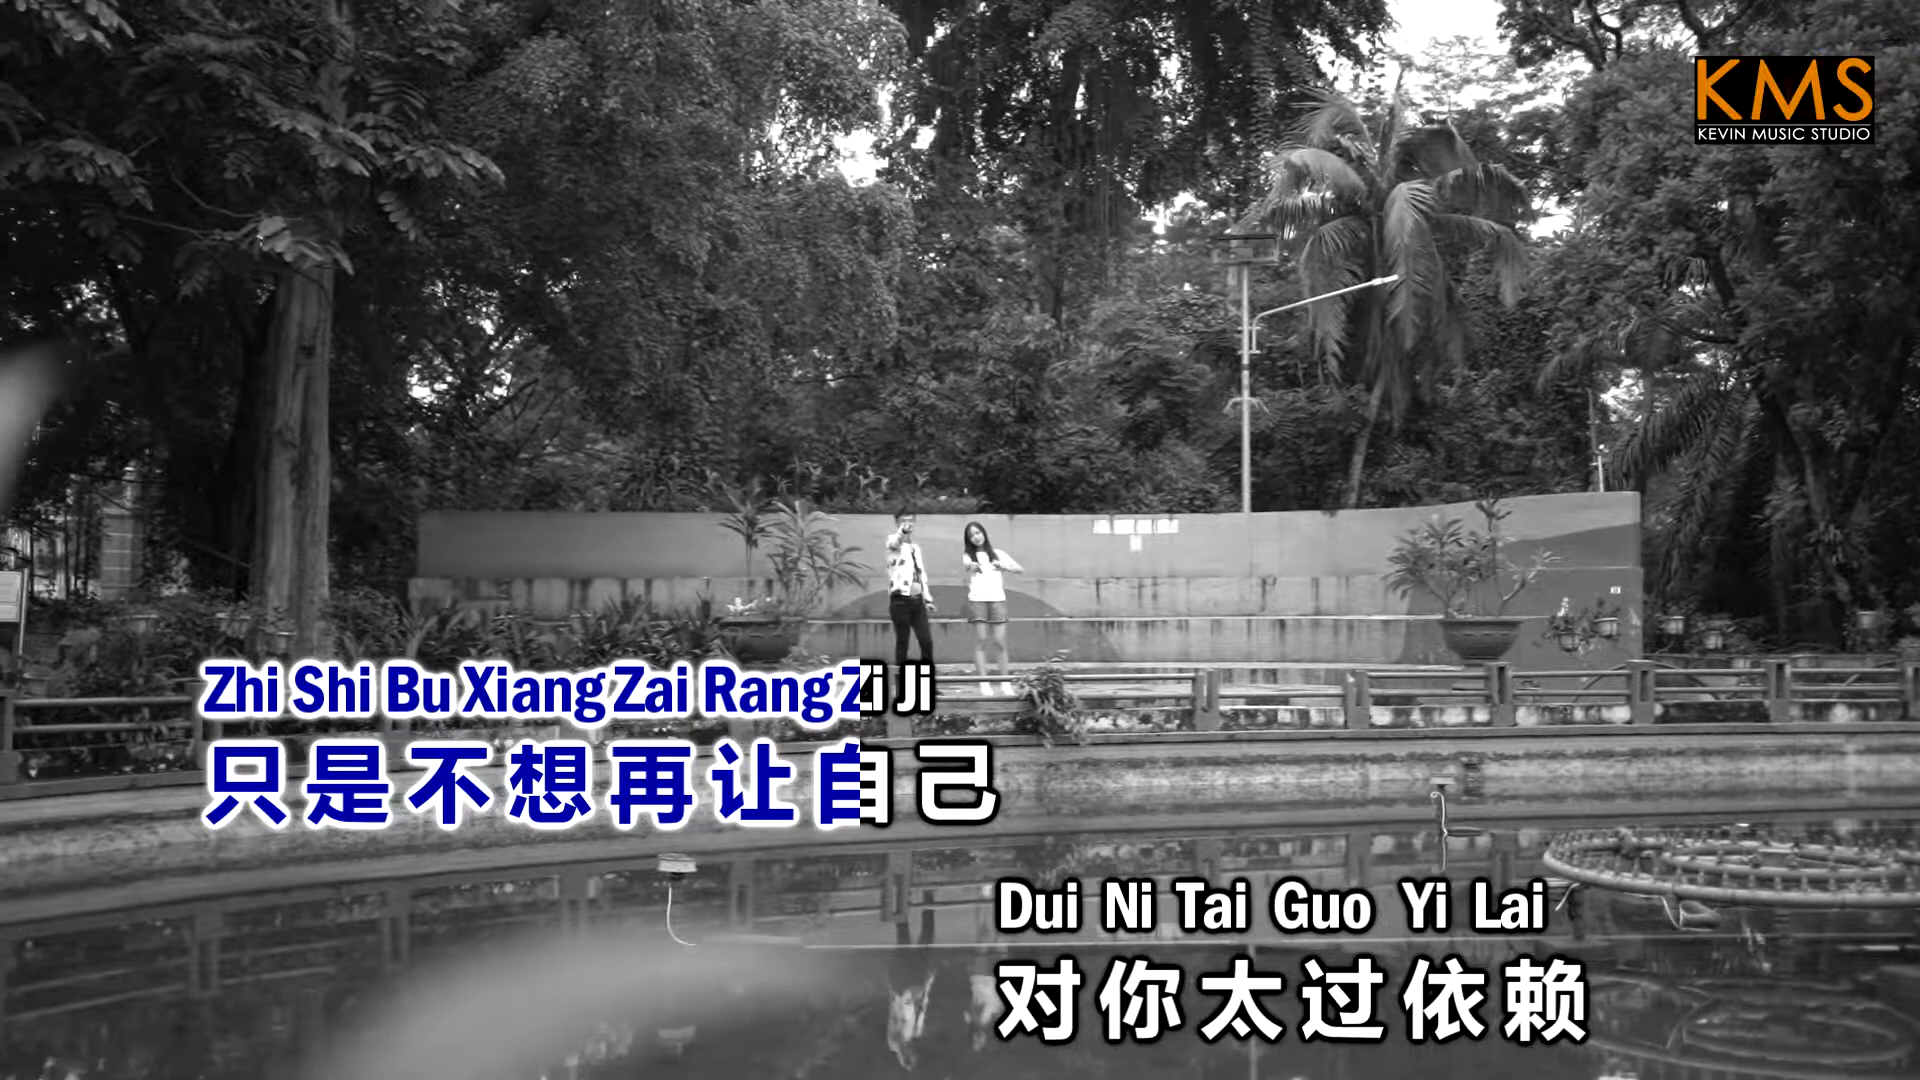 KMS
KEVIN MUSIC STUDIO
Zhi Shi Bu Xiang Zai Rang Zi Ji
只是不想再让自己
Dui Ni Tai Guo Yi Lai
对你太过依赖